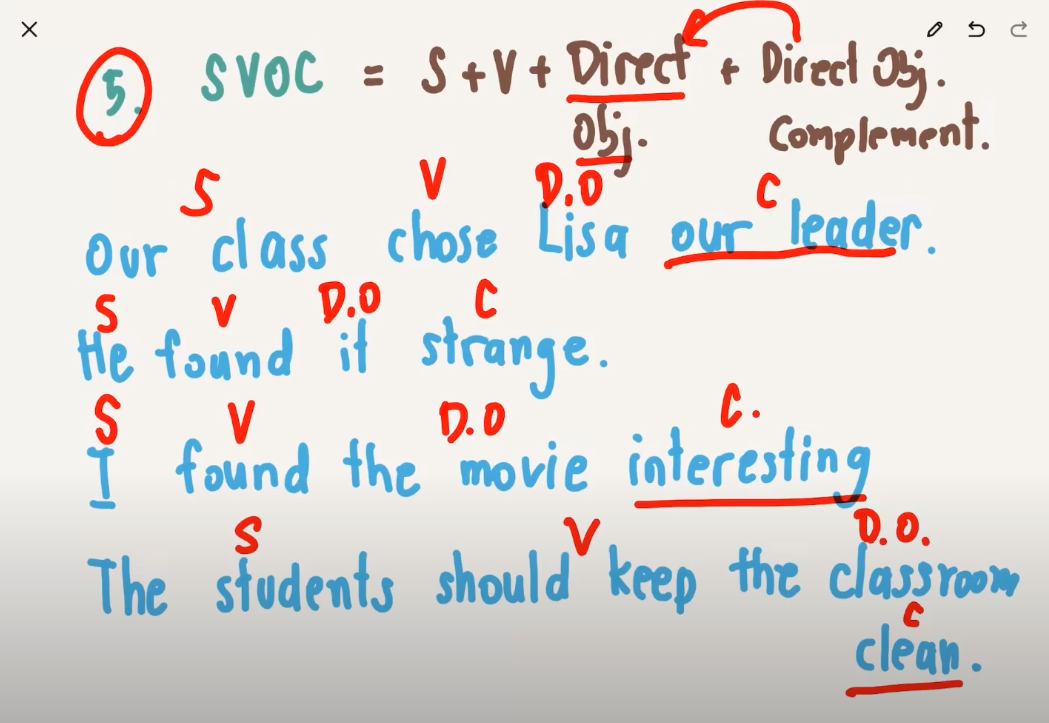 5. SVOC = S + V + Direct + Direct Obj.
Obj. Complement.
S V D.O C
Our class chose Lisa our leader.
S V D.O C
He found it strange.
S V D.O C.
I found the movie interesting
S V D.O.
The students should keep the classroom
C
clean.